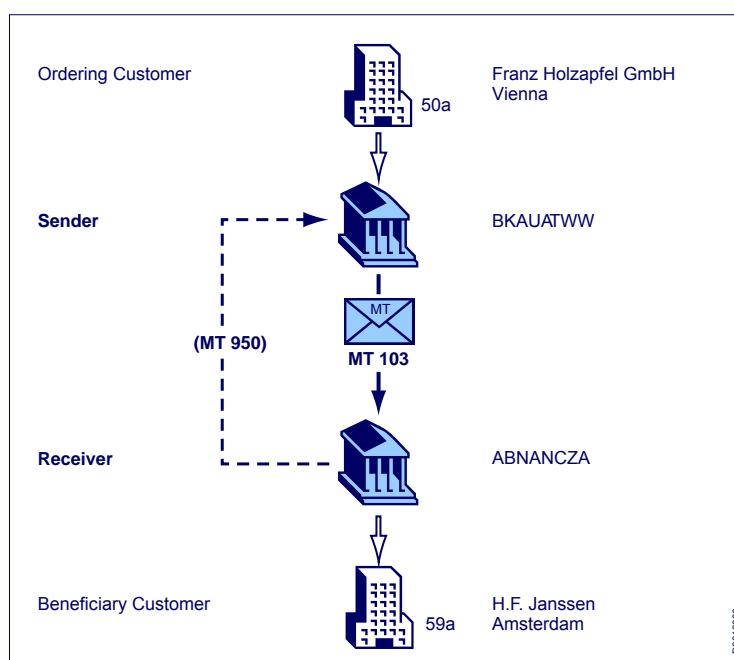 Ordering Customer
50a
Franz Holzapfel GmbH
Vienna
Sender
BKAUATWW
MT
(MT 950)
MT 103
Receiver
ABNANCZA
Beneficiary Customer
59a
H.F. Janssen
Amsterdam